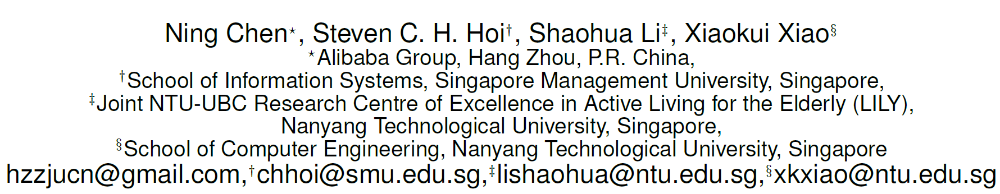 Ning Chen⋆, Steven C. H. Hoi†, Shaohua Li‡, Xiaokui Xiao§
⋆Alibaba Group, Hang Zhou, P.R. China,
†School of Information Systems, Singapore Management University, Singapore,
‡Joint NTU-UBC Research Centre of Excellence in Active Living for the Elderly (LILY),
Nanyang Technological University, Singapore,
§School of Computer Engineering, Nanyang Technological University, Singapore
hzzjucn@gmail.com,†chhoi@smu.edu.sg,‡lishaohua@ntu.edu.sg,§xkxiao@ntu.edu.sg